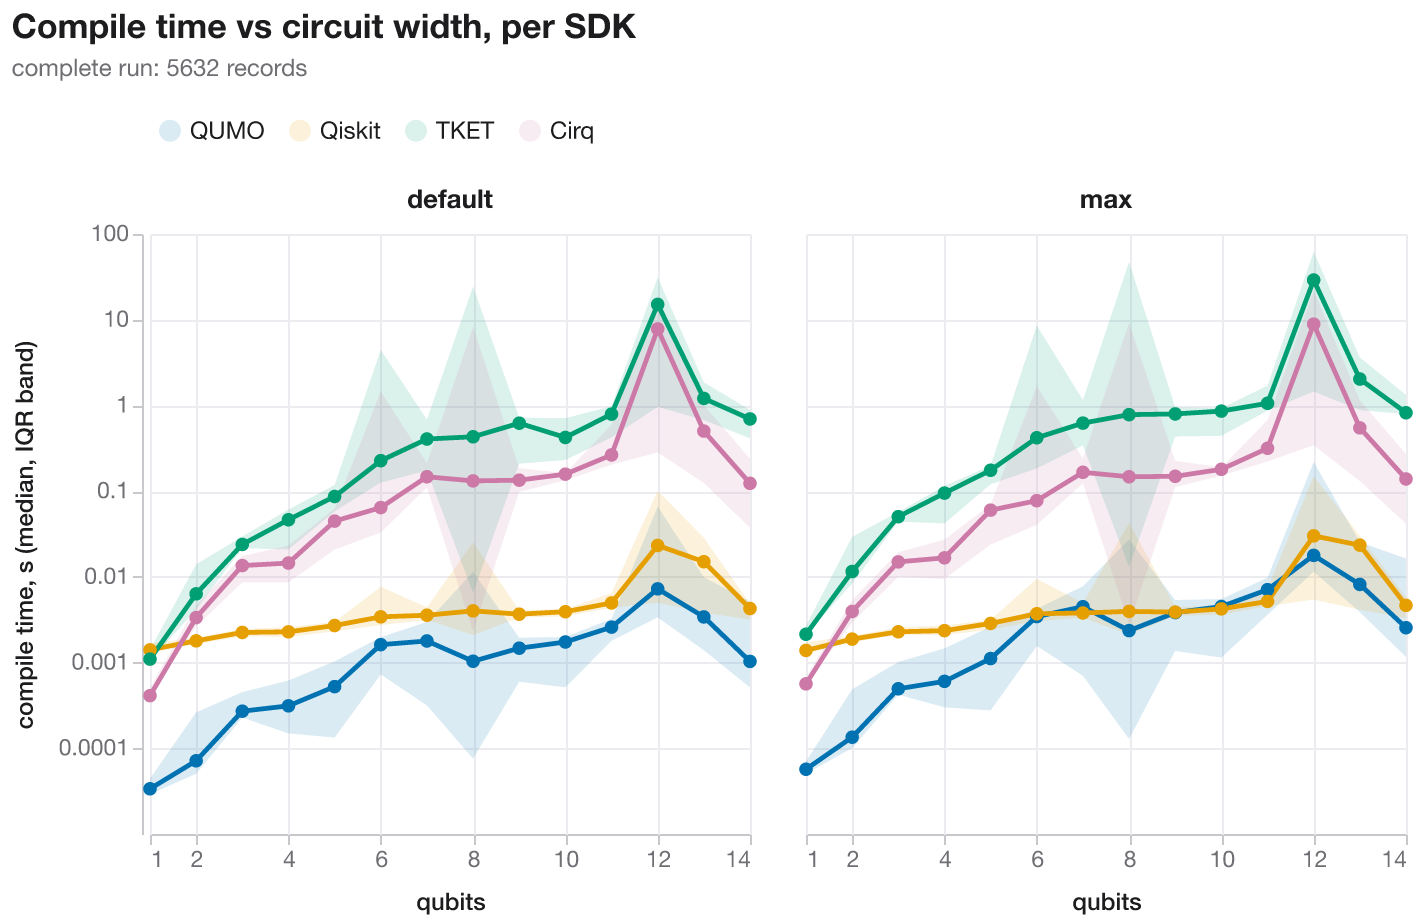 Compile time vs circuit width, per SDK
complete run: 5632 records
QUMO Qiskit TKET Cirq
default
max
compile time, s (median, IQR band)
100
10
1
0.1
0.01
0.001
0.0001
1 2 4 6 8 10 12 14
1 2 4 6 8 10 12 14
qubits
qubits